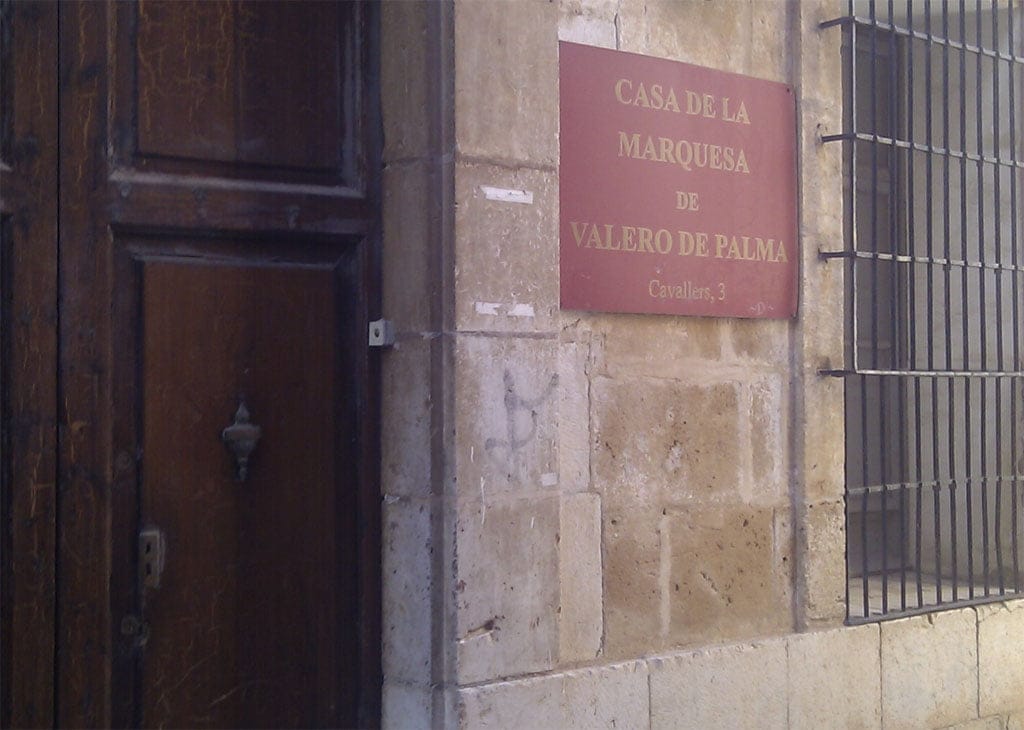 CASA DE LA
MARQUESA
DE
VALERO DE PALMA
Cavallers, 3